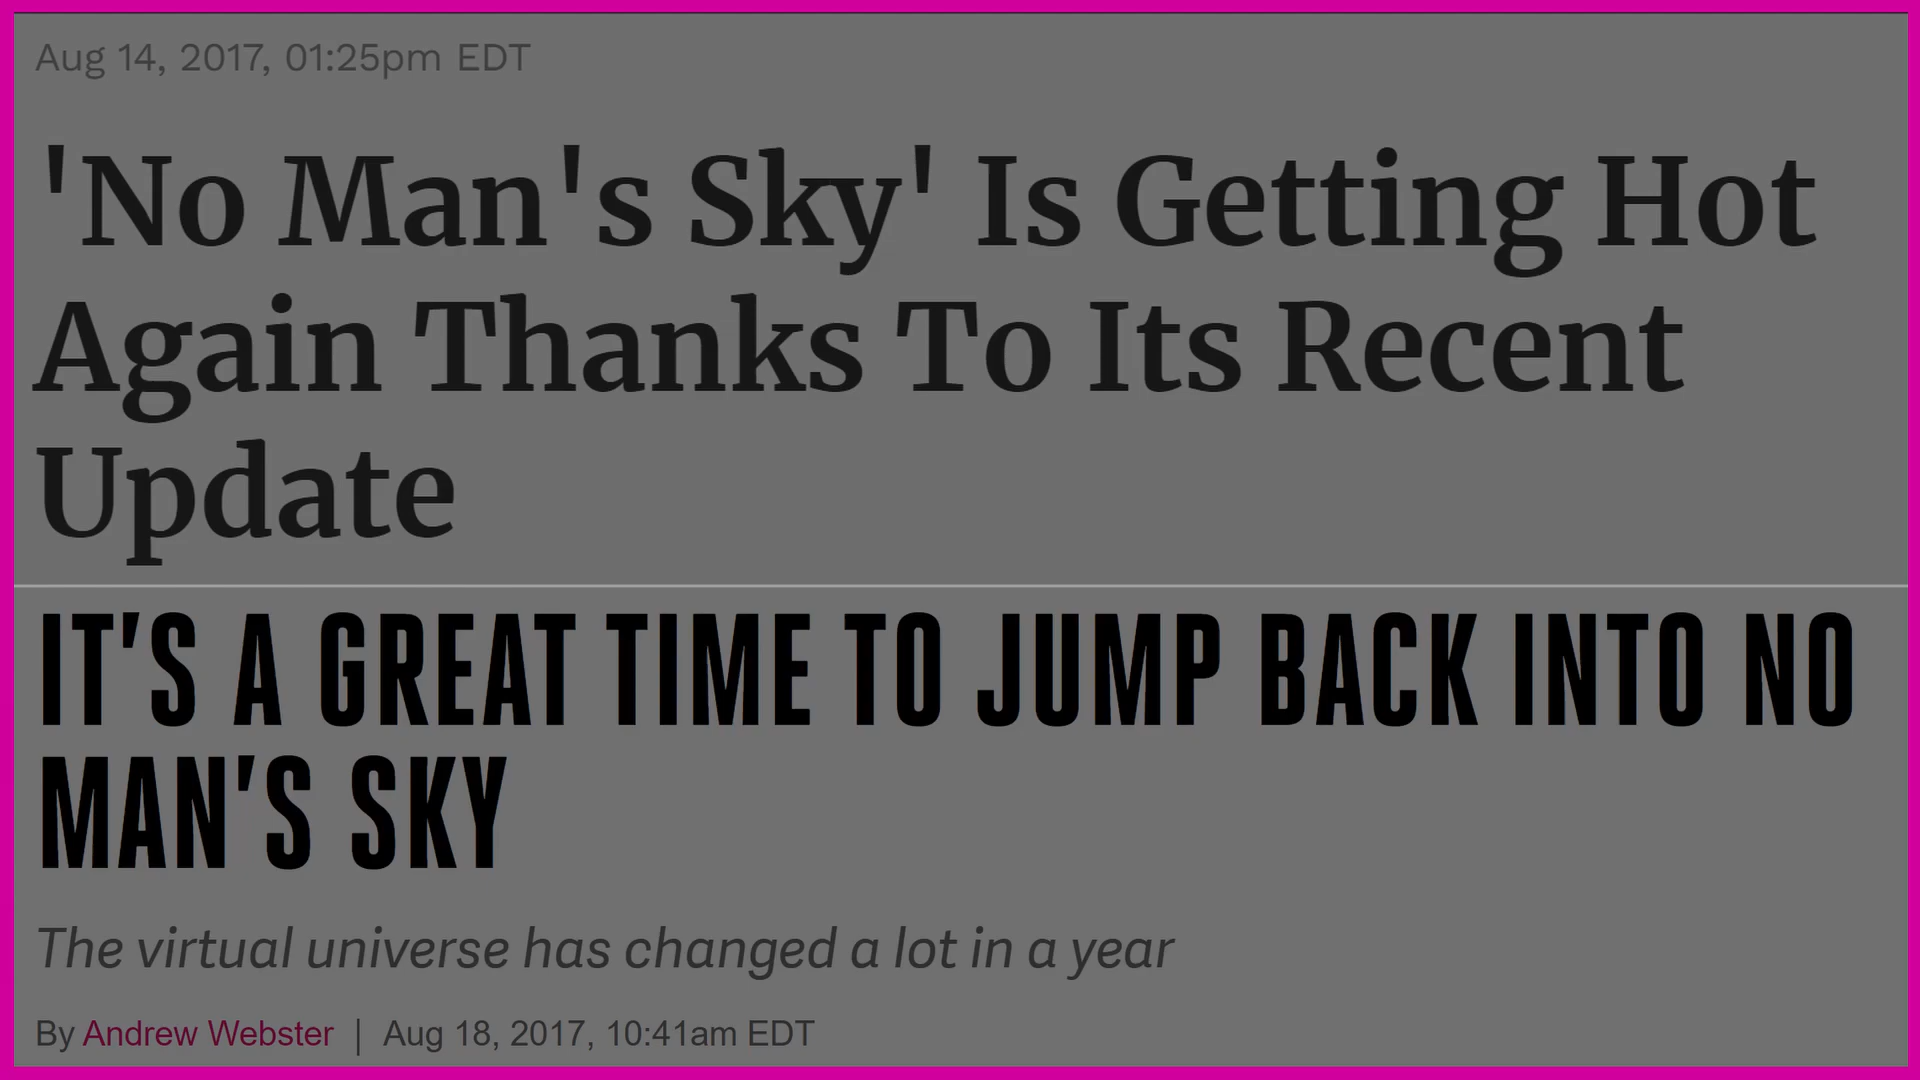 Aug 14, 2017, 01:25pm EDT
'No Man's Sky' Is Getting Hot
Again Thanks To Its Recent
Update
IT’S A GREAT TIME TO JUMP BACK INTO NO
MAN’S SKY
The virtual universe has changed a lot in a year
By Andrew Webster | Aug 18, 2017, 10:41am EDT